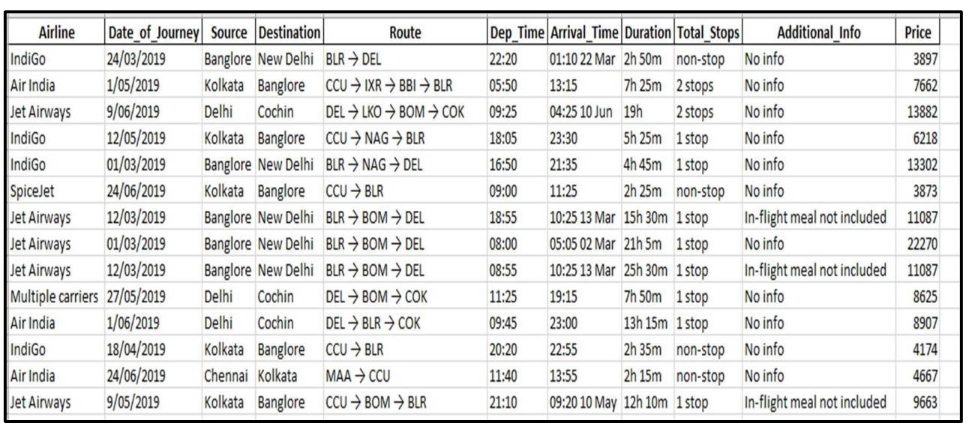 Airline Date_of_Journey Source Destination Route Dep_Time Arrival_Time Duration Total_Stops Additional_Info Price
IndiGo 24/03/2019 Banglore New Delhi BLR → DEL 22:20 01:10 22 Mar 2h 50m non-stop No info 3897
Air India 1/05/2019 Kolkata Banglore CCU → IXR → BBI → BLR 05:50 13:15 7h 25m 2 stops No info 7662
Jet Airways 9/06/2019 Delhi Cochin DEL → LKO → BOM → COK 09:25 04:25 10 Jun 19h 2 stops No info 13882
IndiGo 12/05/2019 Kolkata Banglore CCU → NAG → BLR 18:05 23:30 5h 25m 1 stop No info 6218
IndiGo 01/03/2019 Banglore New Delhi BLR → NAG → DEL 16:50 21:35 4h 45m 1 stop No info 13302
SpiceJet 24/06/2019 Kolkata Banglore CCU → BLR 09:00 11:25 2h 25m non-stop No info 3873
Jet Airways 12/03/2019 Banglore New Delhi BLR → BOM → DEL 18:55 10:25 13 Mar 15h 30m 1 stop In-flight meal not included 11087
Jet Airways 01/03/2019 Banglore New Delhi BLR → BOM → DEL 08:00 05:05 02 Mar 21h 5m 1 stop No info 22270
Jet Airways 12/03/2019 Banglore New Delhi BLR → BOM → DEL 08:55 10:25 13 Mar 25h 30m 1 stop In-flight meal not included 11087
Multiple carriers 27/05/2019 Delhi Cochin DEL → BOM → COK 11:25 19:15 7h 50m 1 stop No info 8625
Air India 1/06/2019 Delhi Cochin DEL → BLR → COK 09:45 23:00 13h 15m 1 stop No info 8907
IndiGo 18/04/2019 Kolkata Banglore CCU → BLR 20:20 22:55 2h 35m non-stop No info 4174
Air India 24/06/2019 Chennai Kolkata MAA → CCU 11:40 13:55 2h 15m non-stop No info 4667
Jet Airways 9/05/2019 Kolkata Banglore CCU → BOM → BLR 21:10 09:20 10 May 12h 10m 1 stop In-flight meal not included 9663